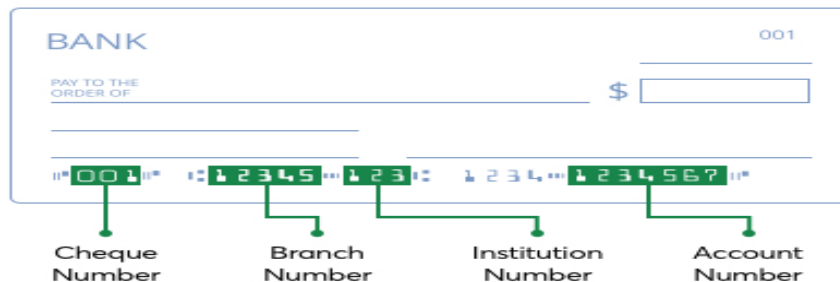 BANK
001
PAY TO THE
ORDER OF
$
⑈001⑈ ⑆12345⑉123⑆ 1234⑉1234567⑈
Cheque Number
Branch Number
Institution Number
Account Number